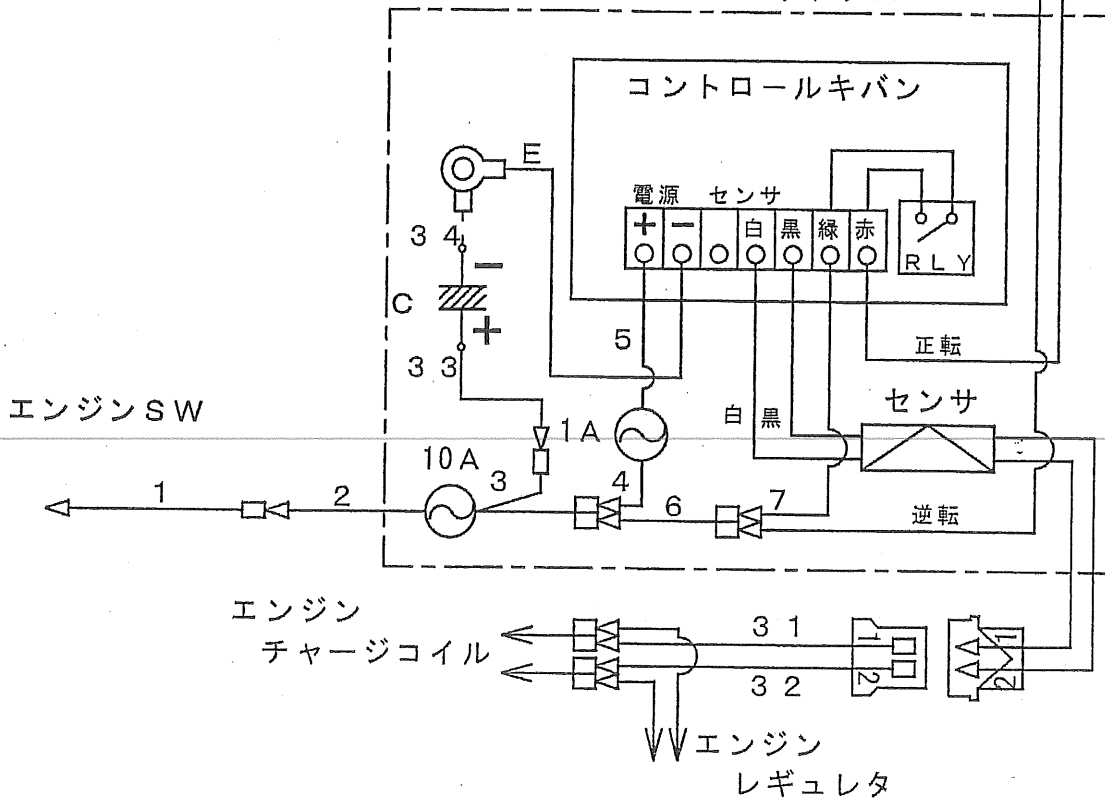 コントロールキバン
E
電源 センサ
+ − 白 黒 緑 赤
RLY
34
−
C
+
33
5
正転
エンジンSW
センサ
白 黒
1A
10A
1
2
3
4
6
7
逆転
エンジン
チャージコイル
31
32
1
2
1
2
エンジン
レギュレタ